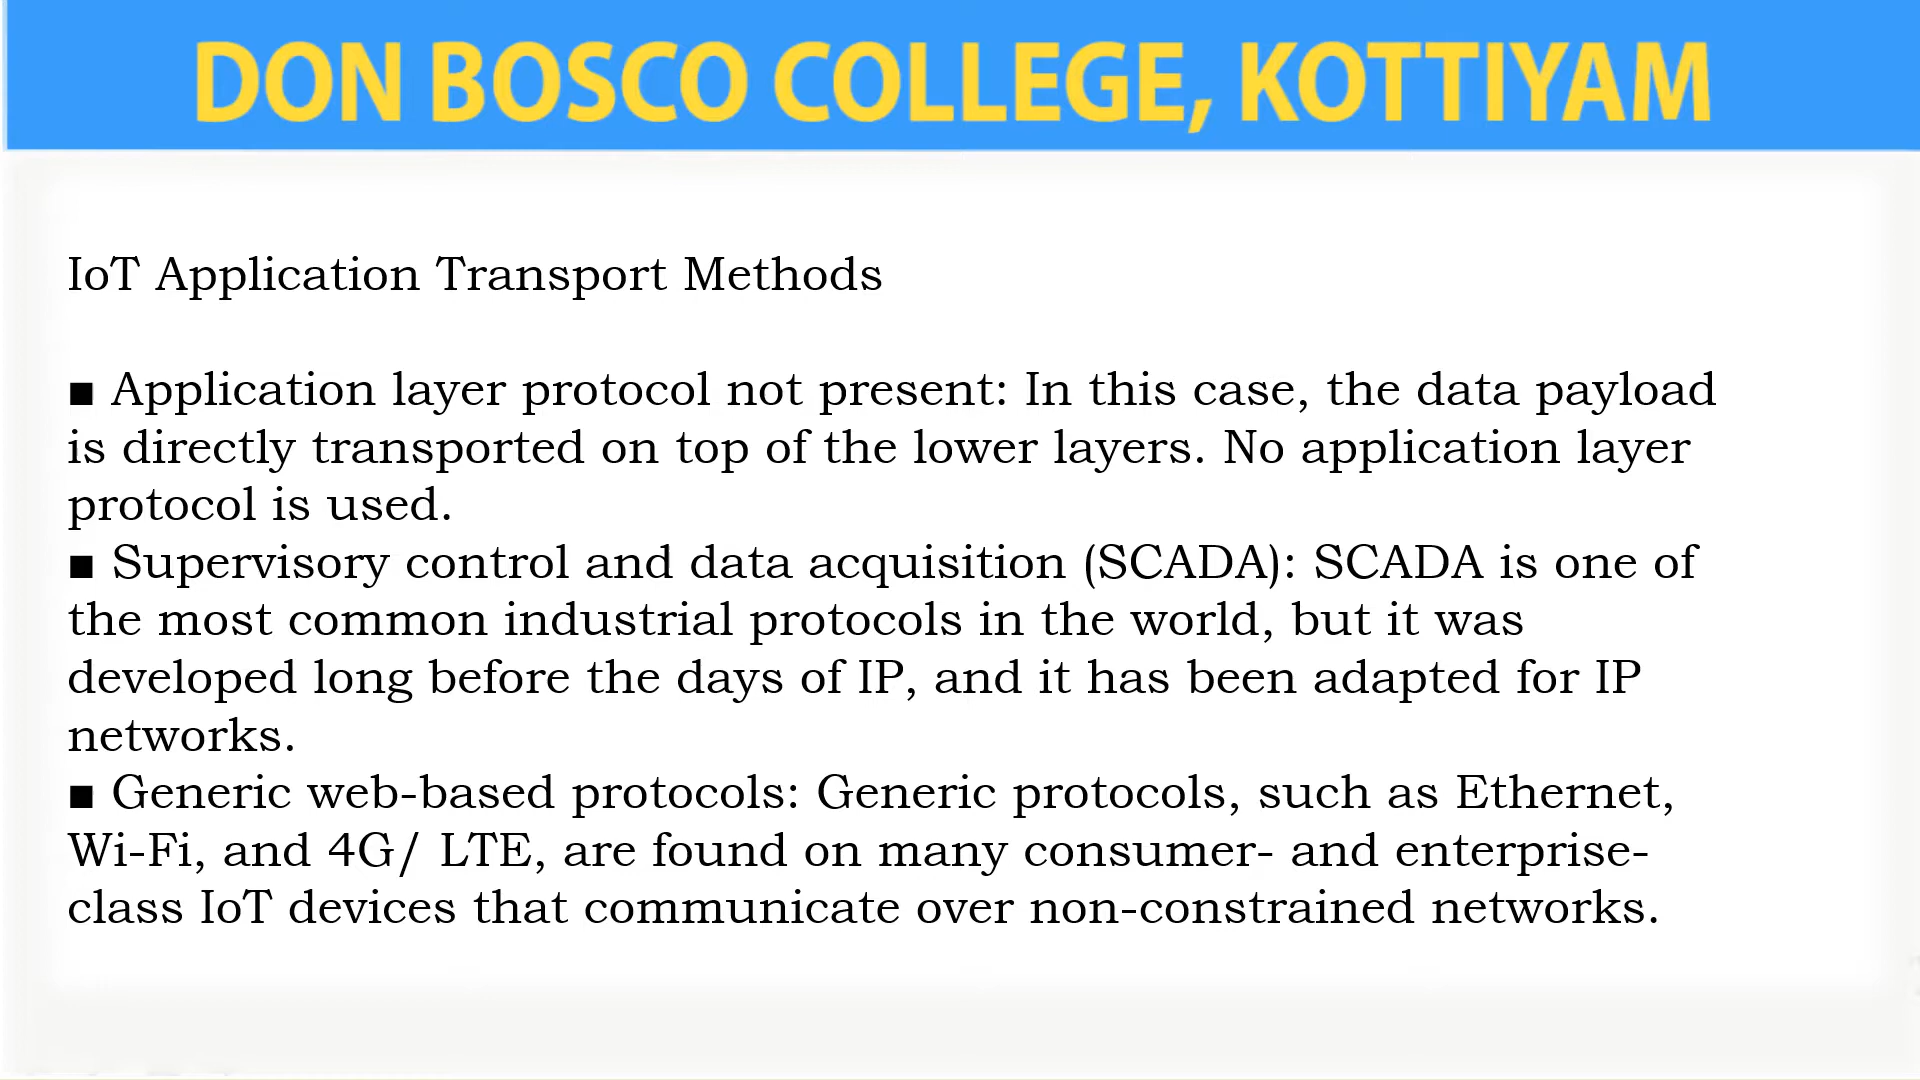 DON BOSCO COLLEGE, KOTTIYAM
IoT Application Transport Methods
■ Application layer protocol not present: In this case, the data payload
is directly transported on top of the lower layers. No application layer
protocol is used.
■ Supervisory control and data acquisition (SCADA): SCADA is one of
the most common industrial protocols in the world, but it was
developed long before the days of IP, and it has been adapted for IP
networks.
■ Generic web-based protocols: Generic protocols, such as Ethernet,
Wi-Fi, and 4G/ LTE, are found on many consumer- and enterprise-
class IoT devices that communicate over non-constrained networks.